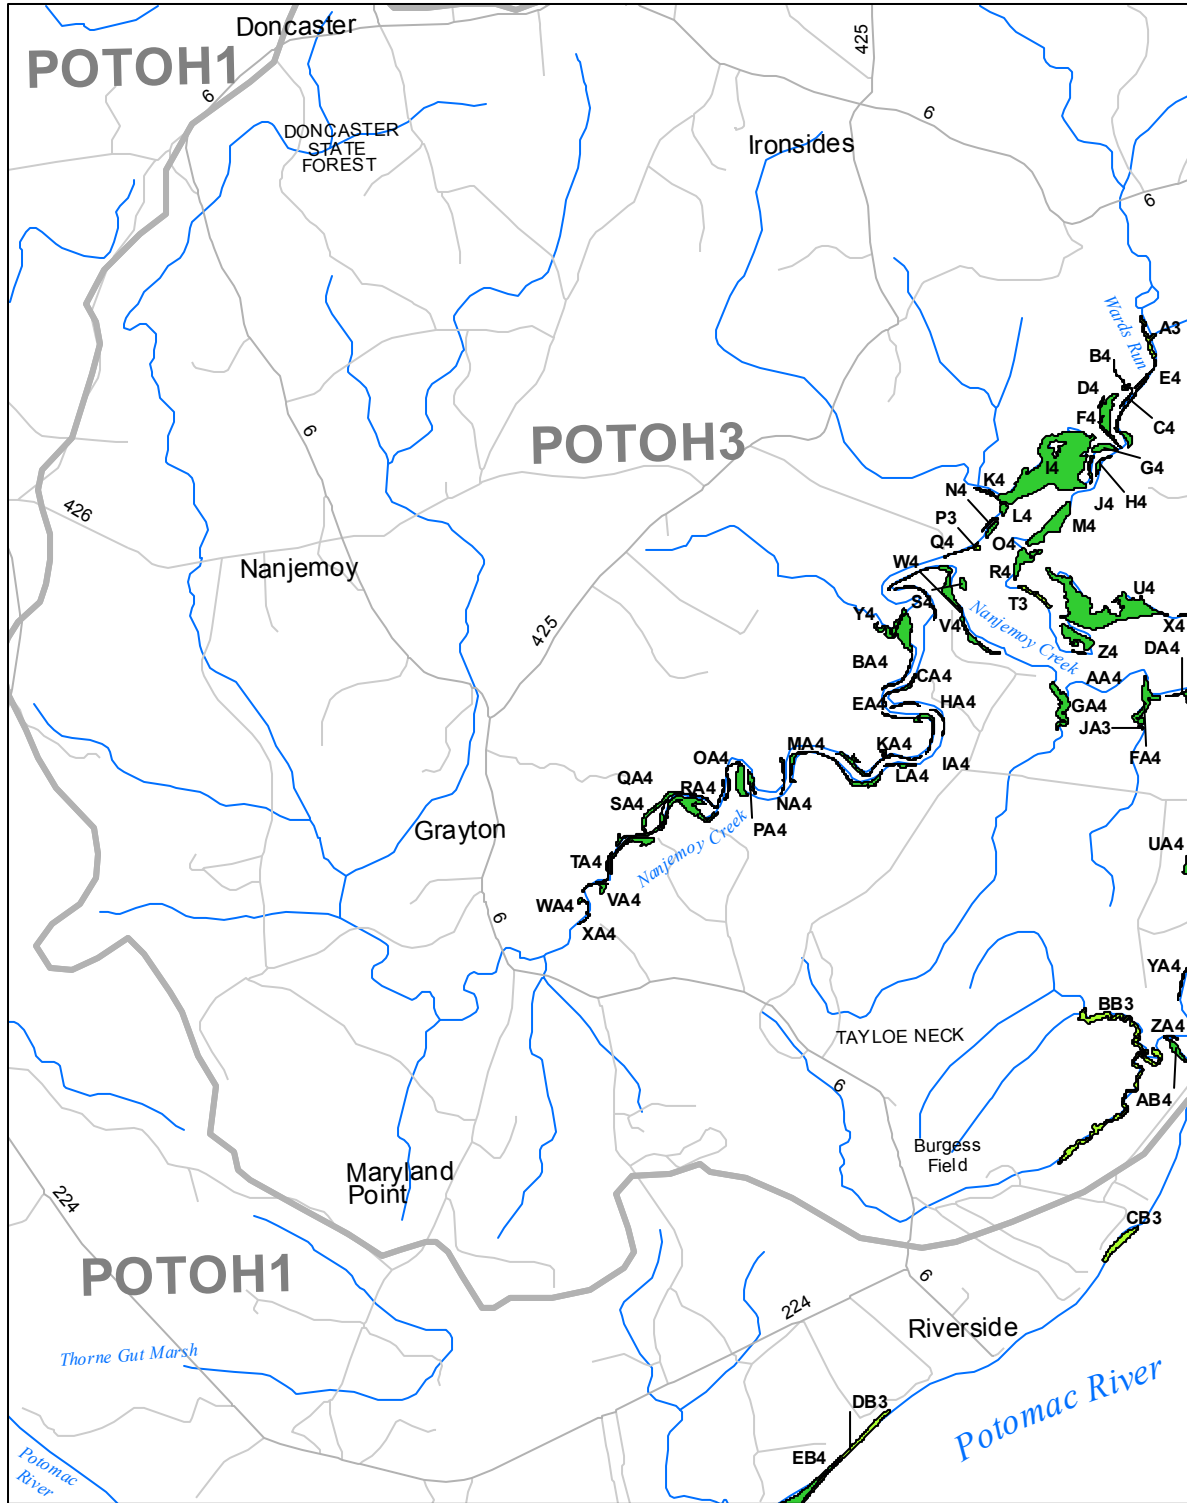 Doncaster
POTOH1
6
425
DONCASTER
STATE
FOREST
Ironsides
6
6
Wards Run
A3
B4
E4
D4
F4
C4
I4
G4
K4
N4
J4
H4
L4
M4
P3
Q4
O4
W4
R4
U4
S4
T3
Y4
V4
X4
Nanjemoy Creek
Z4
DA4
BA4
CA4
AA4
EA4
HA4
GA4
JA3
FA4
POTOH3
6
426
Nanjemoy
425
MA4
KA4
IA4
OA4
LA4
QA4
RA4
SA4
NA4
PA4
Grayton
Nanjemoy Creek
UA4
TA4
VA4
WA4
XA4
6
YA4
BB3
ZA4
TAYLOE NECK
6
AB4
Burgess
Field
Maryland
Point
224
CB3
POTOH1
6
224
Riverside
Thorne Gut Marsh
DB3
Potomac River
EB4
Potomac
River